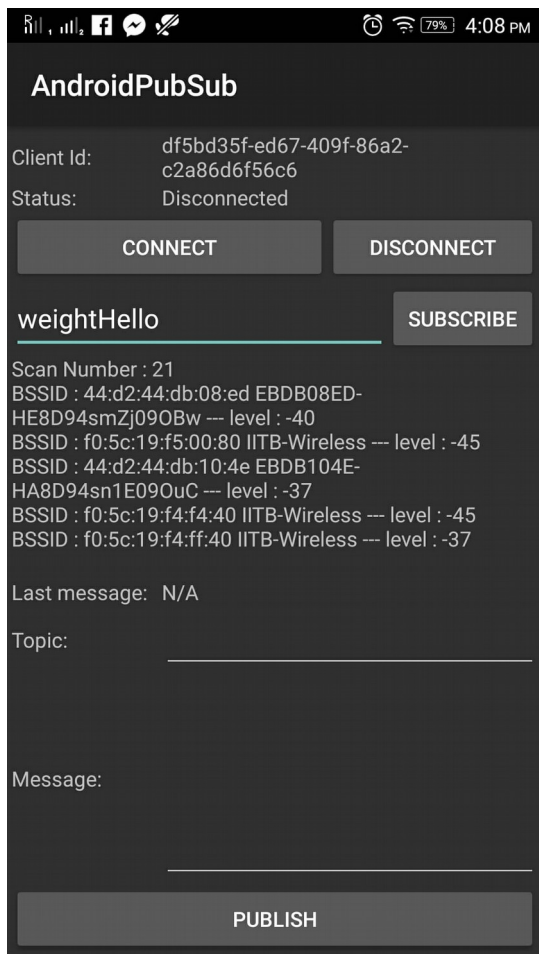 R 1 2 79% 4:08 PM
AndroidPubSub
Client Id: df5bd35f-ed67-409f-86a2-
c2a86d6f56c6
Status: Disconnected
CONNECT DISCONNECT
weightHello SUBSCRIBE
Scan Number : 21
BSSID : 44:d2:44:db:08:ed EBDB08ED-
HE8D94smZj09OBw --- level : -40
BSSID : f0:5c:19:f5:00:80 IITB-Wireless --- level : -45
BSSID : 44:d2:44:db:10:4e EBDB104E-
HA8D94sn1E09OuC --- level : -37
BSSID : f0:5c:19:f4:f4:40 IITB-Wireless --- level : -45
BSSID : f0:5c:19:f4:ff:40 IITB-Wireless --- level : -37
Last message: N/A
Topic:
Message:
PUBLISH